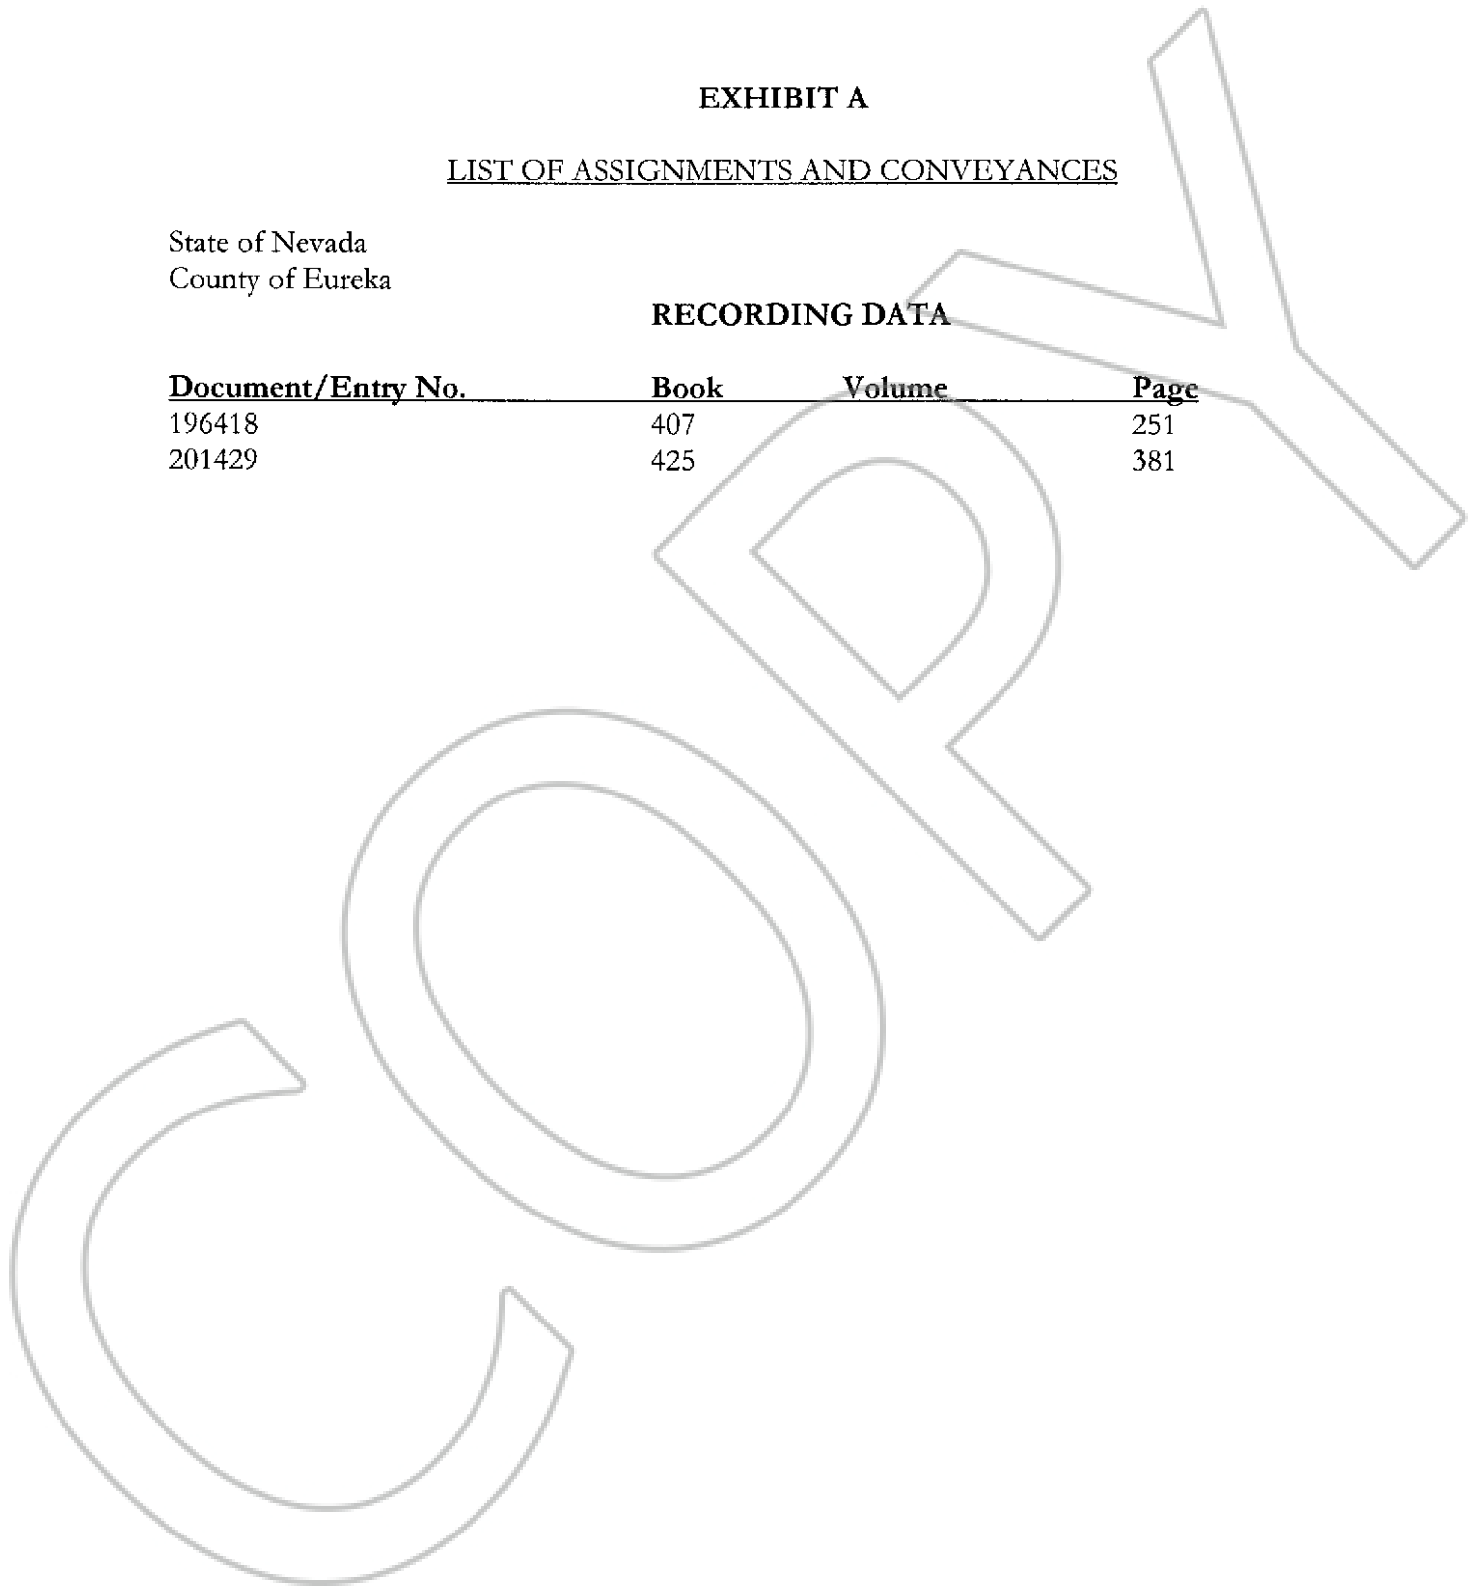 EXHIBIT A
LIST OF ASSIGNMENTS AND CONVEYANCES
State of Nevada
County of Eureka
RECORDING DATA
Document/Entry No. Book Volume Page
196418 407 251
201429 425 381
COPY